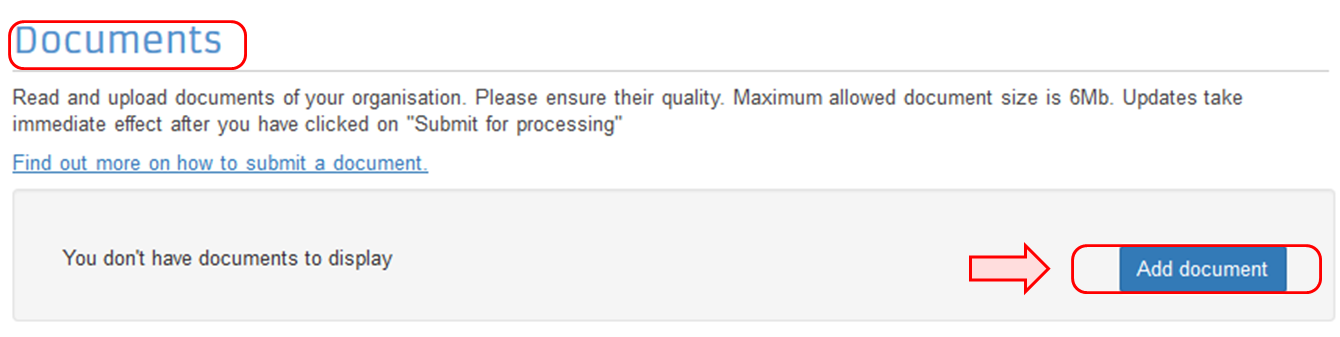 Documents
Read and upload documents of your organisation. Please ensure their quality. Maximum allowed document size is 6Mb. Updates take
immediate effect after you have clicked on "Submit for processing"
Find out more on how to submit a document.
You don't have documents to display
Add document